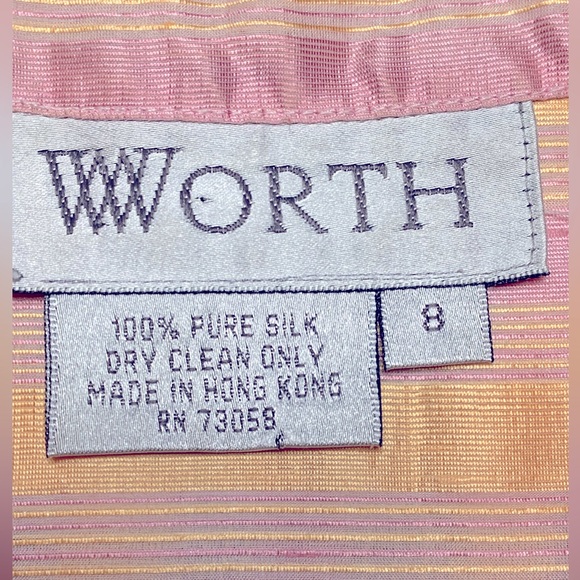 WORTH
100% PURE SILK
DRY CLEAN ONLY
MADE IN HONG KONG
RN 73058
8